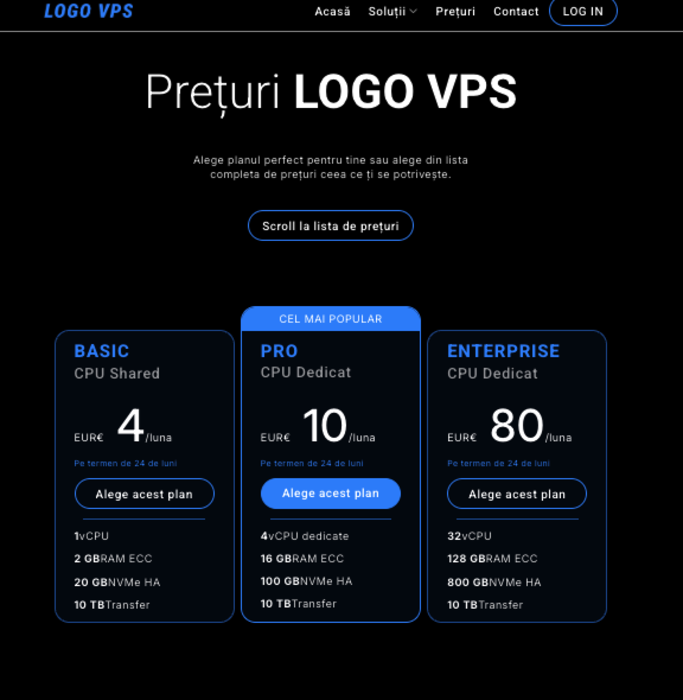 LOGO VPS
Acasă Soluții Prețuri Contact LOG IN
Prețuri LOGO VPS
Alege planul perfect pentru tine sau alege din lista
completa de prețuri ceea ce ți se potrivește.
Scroll la lista de prețuri
BASIC
CPU Shared
EUR€ 4/luna
Pe termen de 24 de luni
Alege acest plan
1vCPU
2 GBRAM ECC
20 GBNVMe HA
10 TBTransfer
CEL MAI POPULAR
PRO
CPU Dedicat
EUR€ 10/luna
Pe termen de 24 de luni
Alege acest plan
4vCPU dedicate
16 GBRAM ECC
100 GBNVMe HA
10 TBTransfer
ENTERPRISE
CPU Dedicat
EUR€ 80/luna
Pe termen de 24 de luni
Alege acest plan
32vCPU
128 GBRAM ECC
800 GBNVMe HA
10 TBTransfer